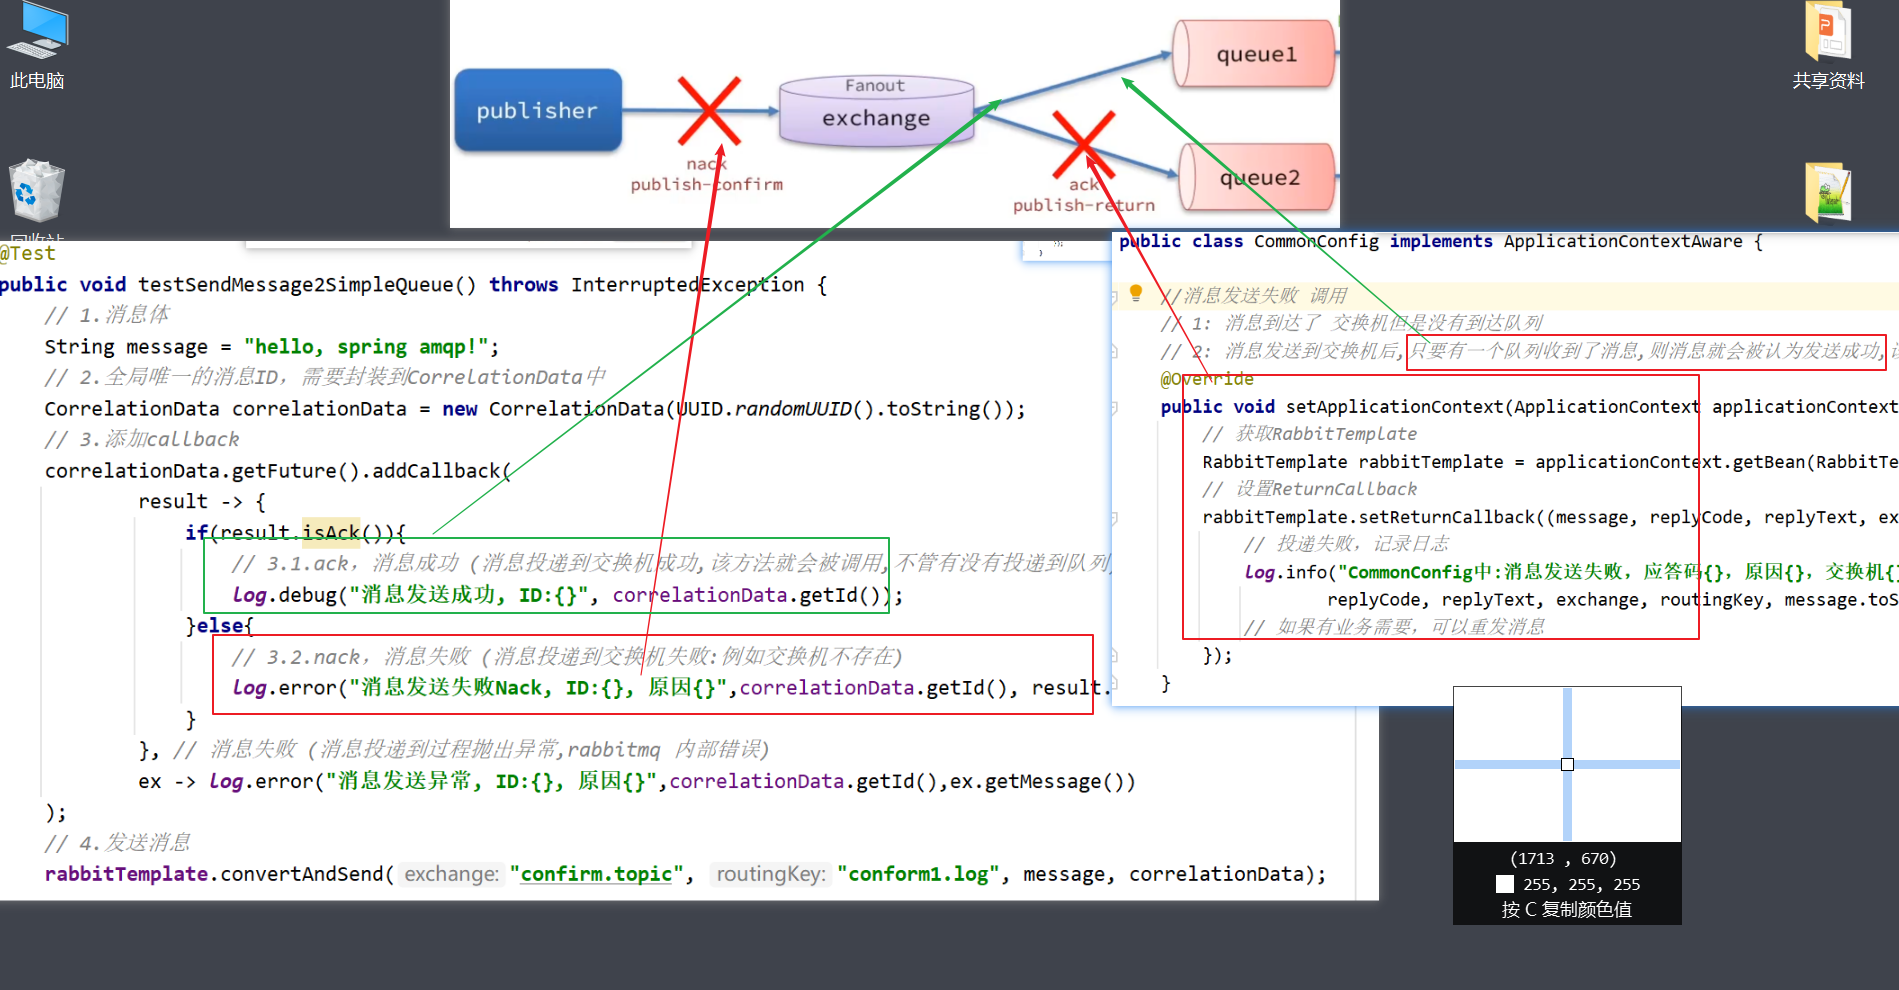 此电脑
共享资料
回收站
publisher
nack
publish-confirm
Fanout
exchange
ack
publish-return
queue1
queue2
@Test
public void testSendMessage2SimpleQueue() throws InterruptedException {
// 1.消息体
String message = "hello, spring amqp!";
// 2.全局唯一的消息ID，需要封装到CorrelationData中
CorrelationData correlationData = new CorrelationData(UUID.randomUUID().toString());
// 3.添加callback
correlationData.getFuture().addCallback(
result -> {
if(result.isAck()){
// 3.1.ack，消息成功 (消息投递到交换机成功,该方法就会被调用,不管有没有投递到队列,
log.debug("消息发送成功, ID:{}", correlationData.getId());
}else{
// 3.2.nack，消息失败 (消息投递到交换机失败:例如交换机不存在)
log.error("消息发送失败Nack, ID:{}, 原因{}",correlationData.getId(), result.
}
}, // 消息失败 (消息投递到过程抛出异常,rabbitmq 内部错误)
ex -> log.error("消息发送异常, ID:{}, 原因{}",correlationData.getId(),ex.getMessage())
);
// 4.发送消息
rabbitTemplate.convertAndSend( exchange: "confirm.topic", routingKey: "conform1.log", message, correlationData);
});
}
public class CommonConfig implements ApplicationContextAware {
//消息发送失败 调用
// 1: 消息到达了 交换机但是没有到达队列
// 2: 消息发送到交换机后,只要有一个队列收到了消息,则消息就会被认为发送成功,
@Override
public void setApplicationContext(ApplicationContext applicationContext
// 获取RabbitTemplate
RabbitTemplate rabbitTemplate = applicationContext.getBean(RabbitTe
// 设置ReturnCallback
rabbitTemplate.setReturnCallback((message, replyCode, replyText, ex
// 投递失败，记录日志
log.info("CommonConfig中:消息发送失败，应答码{}，原因{}，交换机{}
replyCode, replyText, exchange, routingKey, message.toS
// 如果有业务需要，可以重发消息
});
}
(1713 , 670)
255, 255, 255
按 C 复制颜色值